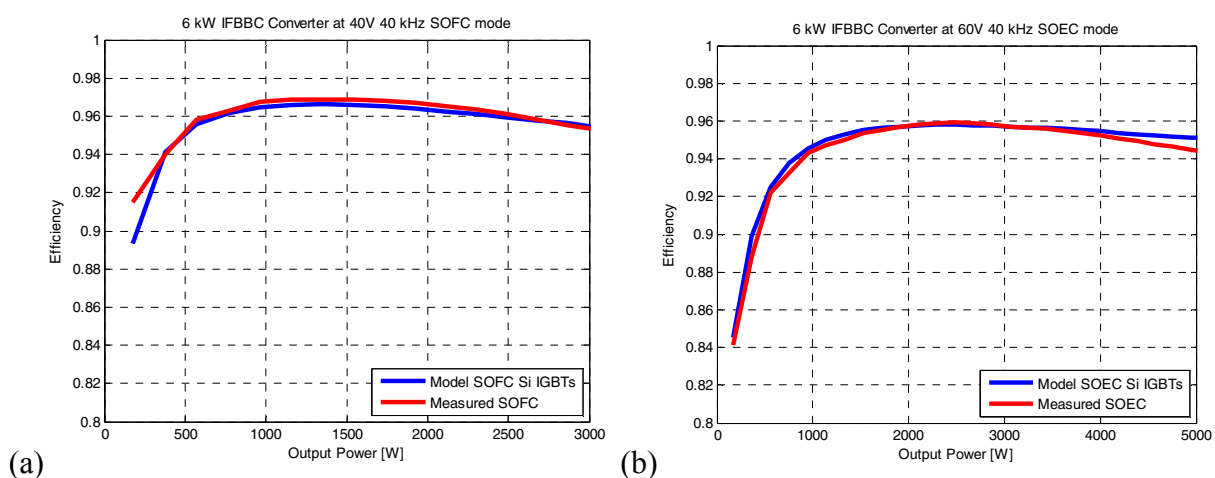 6 kW IFBBC Converter at 40V 40 kHz SOFC mode
1
0.98
0.96
0.94
0.92
0.9
0.88
0.86
0.84
0.82
0.8
Efficiency
0
500
1000
1500
2000
2500
3000
Output Power [W]
Model SOFC Si IGBTs
Measured SOFC
(a)
6 kW IFBBC Converter at 60V 40 kHz SOEC mode
1
0.98
0.96
0.94
0.92
0.9
0.88
0.86
0.84
0.82
0.8
Efficiency
0
1000
2000
3000
4000
5000
Output Power [W]
Model SOEC Si IGBTs
Measured SOEC
(b)